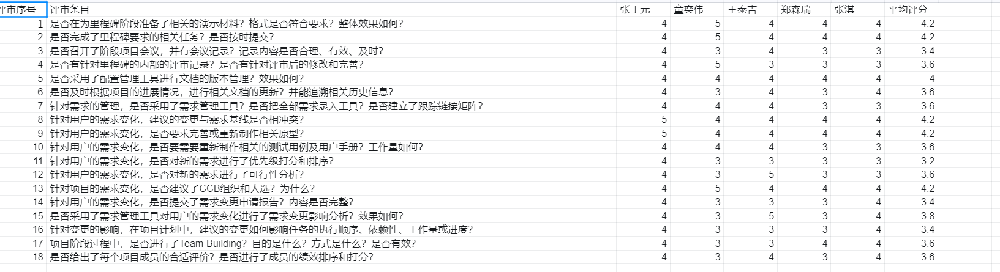 评审序号 评审条目 张丁元 童奕伟 王泰吉 郑森瑞 张淇 平均评分
1 是否在为里程碑阶段准备了相关的演示材料？格式是否符合要求？整体效果如何？ 4 5 4 4 4 4.2
2 是否完成了里程碑要求的相关任务？是否按时提交？ 4 5 4 4 4 4.2
3 是否召开了阶段项目会议，并有会议记录？记录内容是否合理、有效、及时？ 4 3 4 3 3 3.4
4 是否有针对里程碑的内部的评审记录？是否有针对评审后的修改和完善？ 4 5 3 3 3 3.6
5 是否采用了配置管理工具进行文档的版本管理？效果如何？ 4 4 4 4 4 4
6 是否及时根据项目的进展情况，进行相关文档的更新？并能追溯相关历史信息？ 4 3 4 3 4 3.6
7 针对需求的管理，是否采用了需求管理工具？是否把全部需求录入工具？是否建立了跟踪链接矩阵？ 4 4 4 3 3 3.6
8 针对用户的需求变化，建议的变更与需求基线是否相冲突？ 5 4 4 4 4 4.2
9 针对用户的需求变化，是否要求完善或重新制作相关原型？ 5 4 4 4 4 4.2
10 针对用户的需求变化，是否要需要重新制作相关的测试用例及用户手册？工作量如何？ 4 4 4 3 3 3.6
11 针对用户的需求变化，是否对新的需求进行了优先级打分和排序？ 4 3 3 3 3 3.2
12 针对用户的需求变化，是否对新的需求进行了可行性分析？ 4 3 5 3 3 3.6
13 针对项目的需求变化，是否建议了CCB组织和人选？为什么？ 4 5 4 4 4 4.2
14 针对用户的需求变化，是否提交了需求变更申请报告？内容是否完整？ 4 3 3 3 4 3.4
15 是否采用了需求管理工具对用户的需求变化进行了需求变更影响分析？效果如何？ 4 3 5 3 4 3.8
16 针对变更的影响，在项目计划中，建议的变更如何影响任务的执行顺序、依赖性、工作量或进度？ 4 3 3 3 4 3.4
17 项目阶段过程中，是否进行了Team Building？目的是什么？方式是什么？是否有效？ 4 3 3 4 4 3.6
18 是否给出了每个项目成员的合适评价？是否进行了成员的绩效排序和打分？ 4 3 4 3 4 3.6